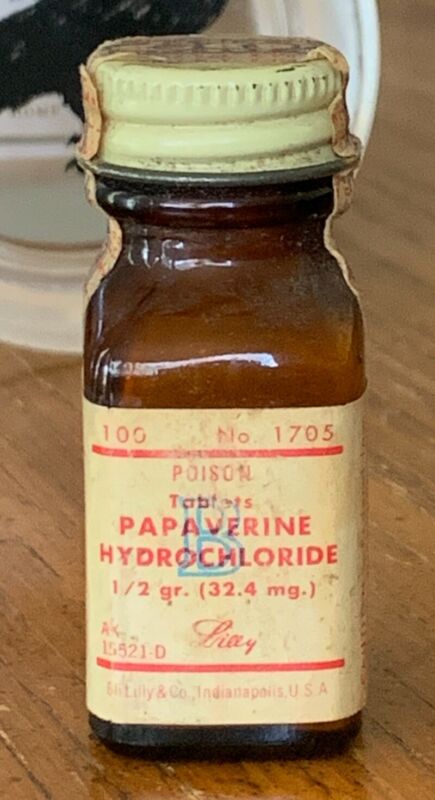 100 No. 1705
POISON
Tablets
B
PAPAVERINE
HYDROCHLORIDE
1/2 gr. (32.4 mg.)
Lilly
15521-D
Eli Lilly & Co., Indianapolis, U.S.A